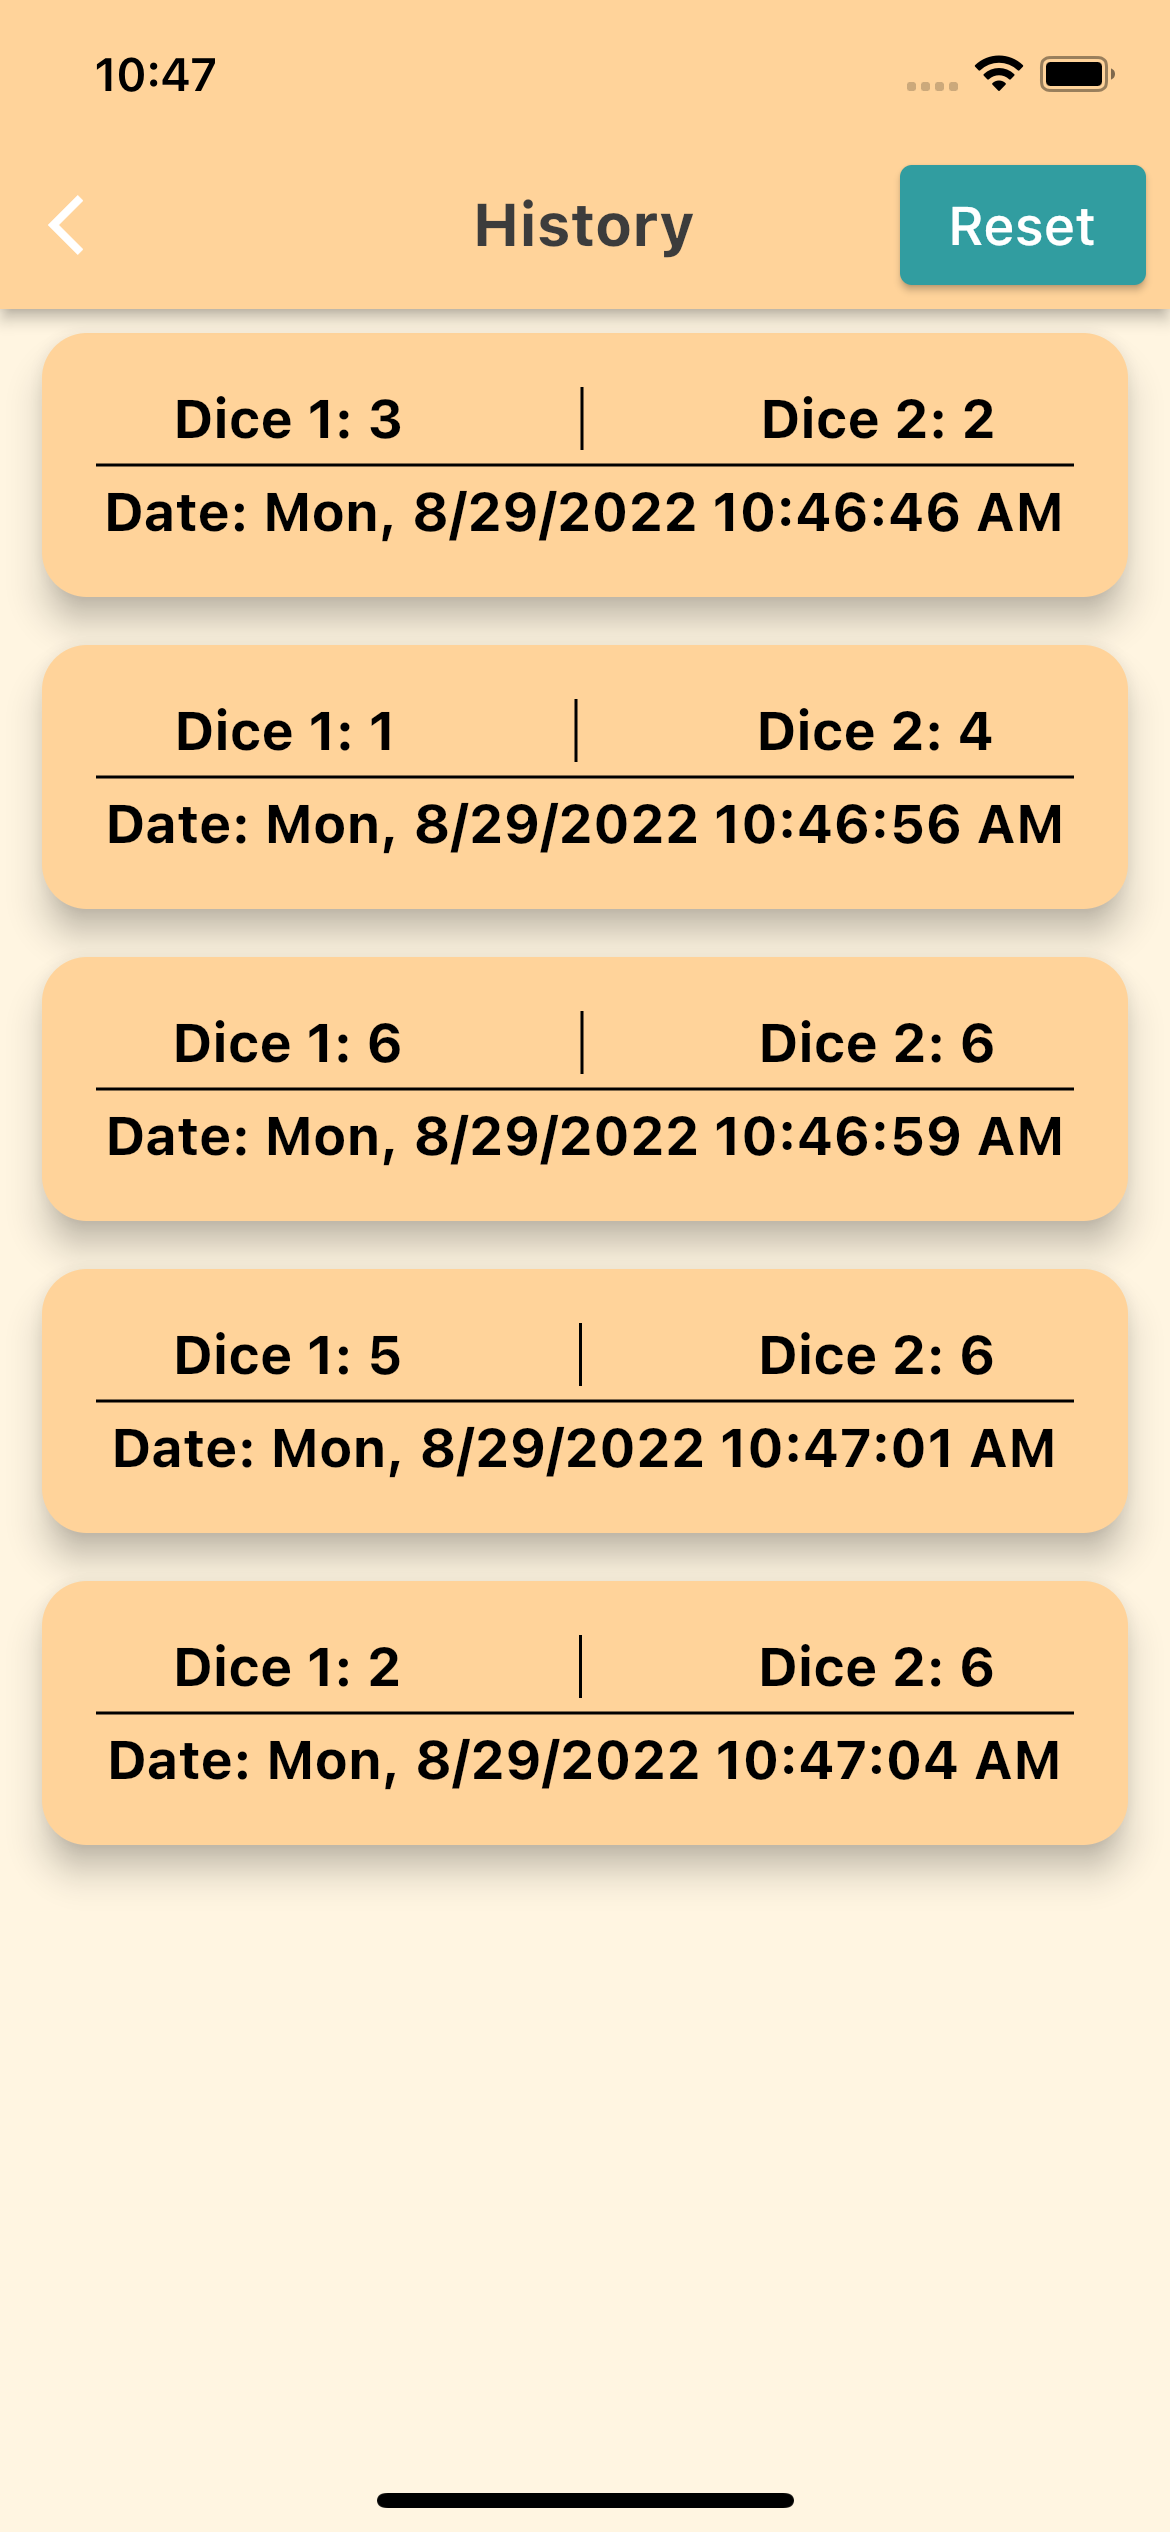 10:47
History
Reset
Dice 1: 3
Dice 2: 2
Date: Mon, 8/29/2022 10:46:46 AM
Dice 1: 1
Dice 2: 4
Date: Mon, 8/29/2022 10:46:56 AM
Dice 1: 6
Dice 2: 6
Date: Mon, 8/29/2022 10:46:59 AM
Dice 1: 5
Dice 2: 6
Date: Mon, 8/29/2022 10:47:01 AM
Dice 1: 2
Dice 2: 6
Date: Mon, 8/29/2022 10:47:04 AM